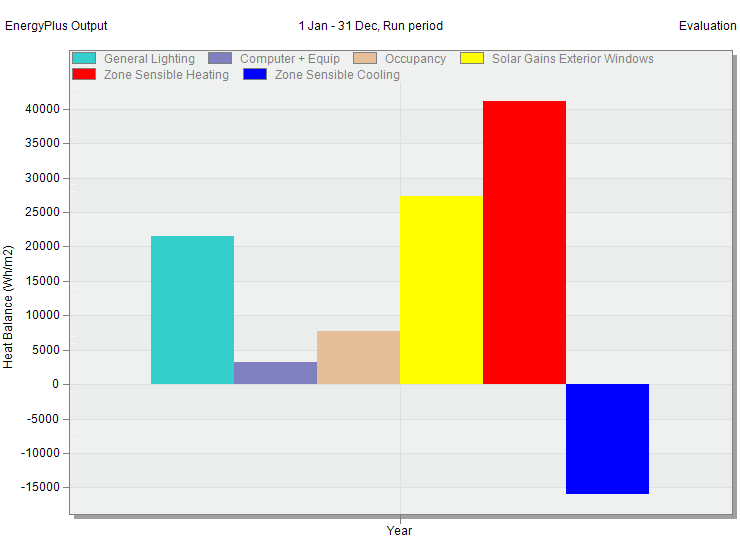 EnergyPlus Output 1 Jan - 31 Dec, Run period Evaluation
General Lighting Computer + Equip Occupancy Solar Gains Exterior Windows
Zone Sensible Heating Zone Sensible Cooling
Heat Balance (Wh/m2)
40000
35000
30000
25000
20000
15000
10000
5000
0
-5000
-10000
-15000
Year